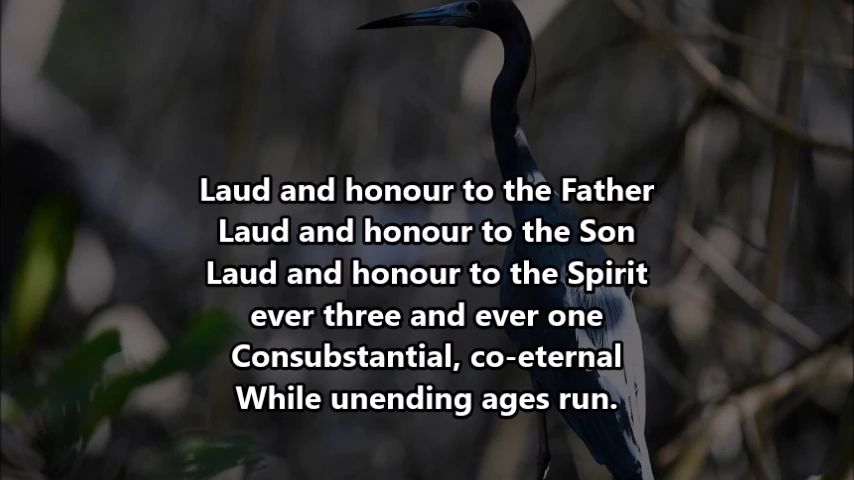 Laud and honour to the Father
Laud and honour to the Son
Laud and honour to the Spirit
ever three and ever one
Consubstantial, co-eternal
While unending ages run.